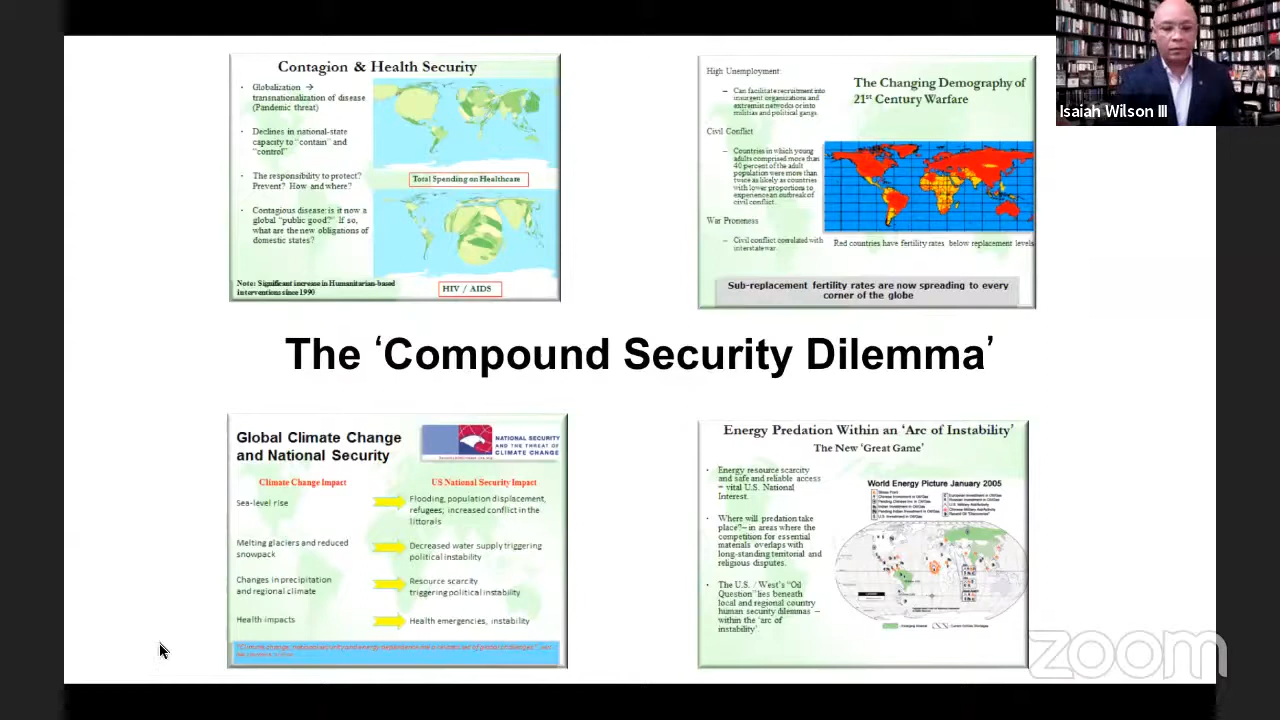 Contagion & Health Security
• Globalization →
transnationalization of disease
(Pandemic threat)
• Declines in national-state
capacity to "contain" and
"control"
• The responsibility to protect?
Prevent? How and where?
• Contagious disease: is it now a
global "public good?" If so,
what are the new obligations of
domestic states?
Total Spending on Healthcare
HIV / AIDS
Note: Significant increase in Humanitarian-based
interventions since 1990
High Unemployment:
– Can facilitate recruitment into
insurgent organizations and
extremist networks or into
militias and political gangs.
Civil Conflict
– Countries in which young
adults comprised more than
40 percent of the adult
population were more than
twice as likely as countries
with lower proportions to
experience an outbreak of
civil conflict.
War Proneness
– Civil conflict correlated with
interstate war.
The Changing Demography of
21st Century Warfare
Red countries have fertility rates below replacement levels
Sub-replacement fertility rates are now spreading to every
corner of the globe
Isaiah Wilson III
The 'Compound Security Dilemma'
Global Climate Change
and National Security
NATIONAL SECURITY
AND THE THREAT OF
CLIMATE CHANGE
Climate Change Impact
US National Security Impact
Sea-level rise
Flooding, population displacement,
refugees; increased conflict in the
littorals
Melting glaciers and reduced
snowpack
Decreased water supply triggering
political instability
Changes in precipitation
and regional climate
Resource scarcity
triggering political instability
Health impacts
Health emergencies, instability
"Climate change, national security and energy dependence are a related set of global challenges"
Energy Predation Within an 'Arc of Instability'
The New 'Great Game'
• Energy resource scarcity
and safe and reliable access
= vital U.S. National
Interest.
• Where will predation take
place? – in areas where the
competition for essential
materials overlaps with
long-standing territorial and
religious disputes.
• The U.S. / West's "Oil
Question" lies beneath
local and regional country
human security dilemmas –
within the 'arc of
instability'.
World Energy Picture January 2005
zoom